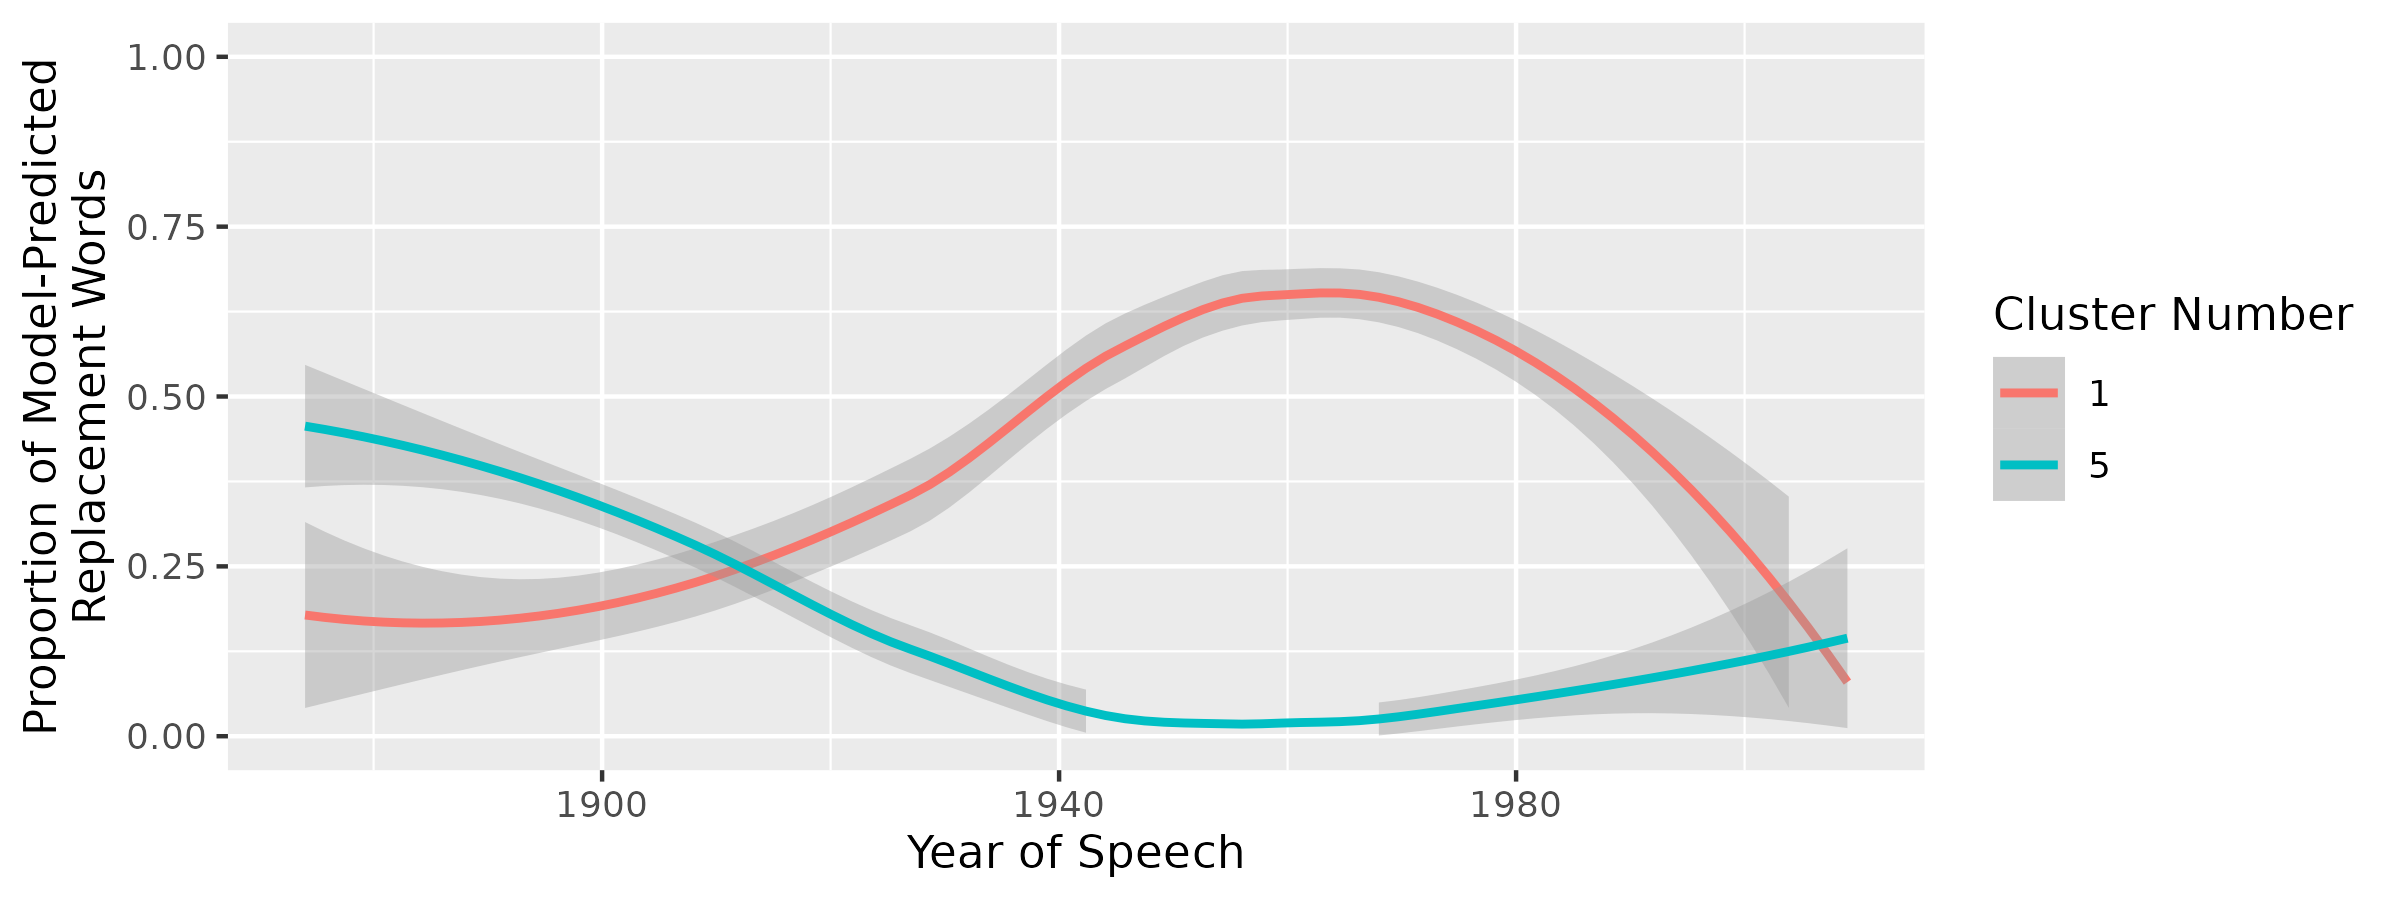 Proportion of Model-Predicted
Replacement Words
1.00
0.75
0.50
0.25
0.00
1900
1940
1980
Year of Speech
Cluster Number
1
5